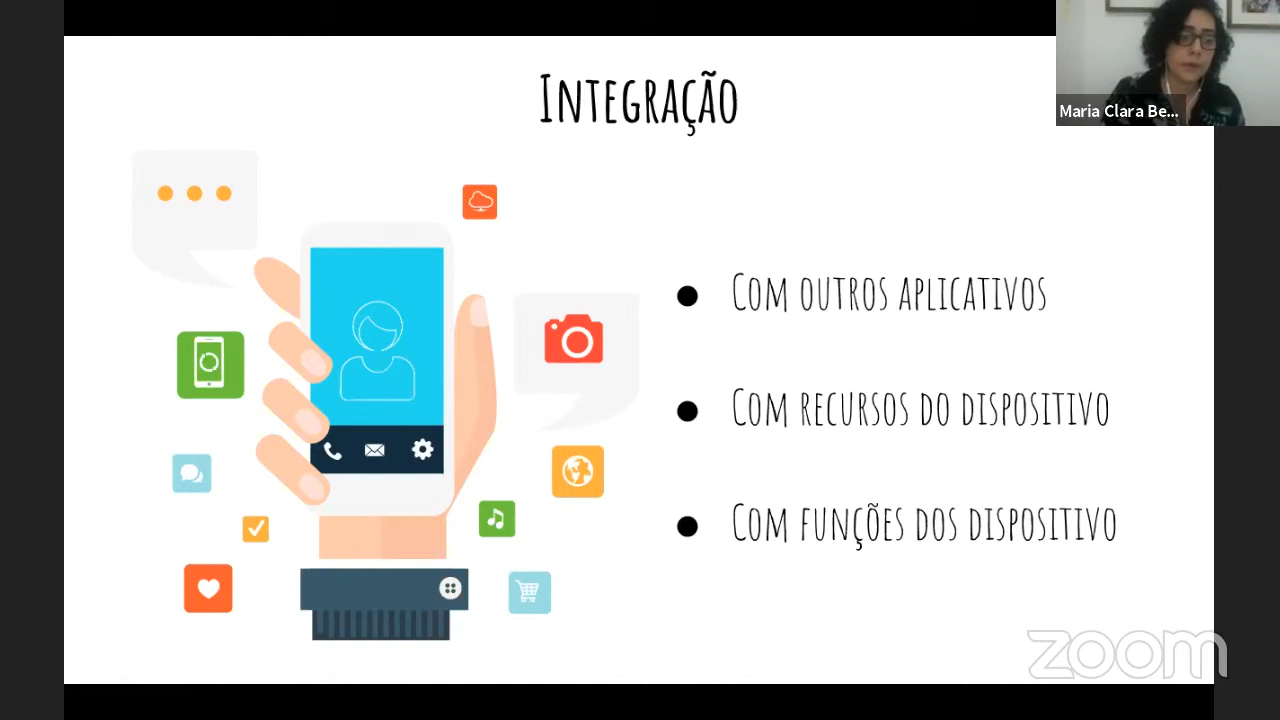 Integração
Maria Clara Be...
Com outros aplicativos
Com recursos do dispositivo
Com funções dos dispositivo
zoom